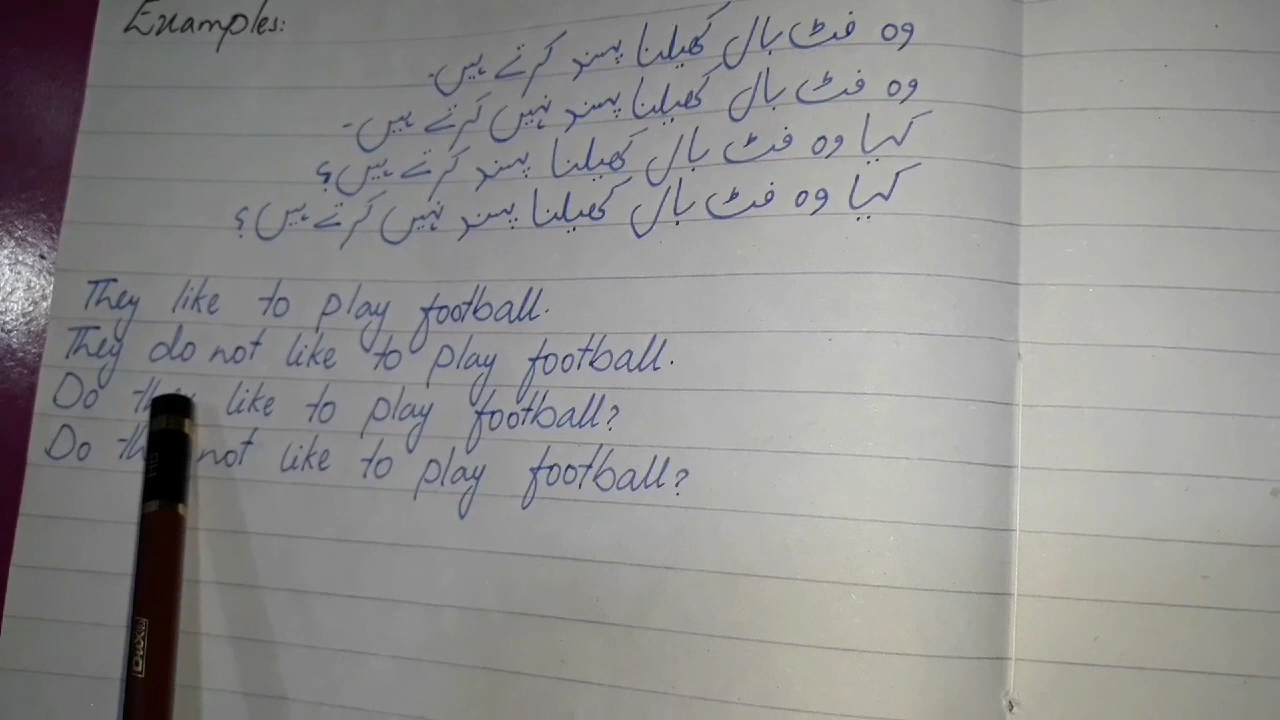 Examples:
وہ فٹ بال کھیلنا پسند کرتے ہیں۔
وہ فٹ بال کھیلنا پسند نہیں کرتے ہیں۔
کیا وہ فٹ بال کھیلنا پسند کرتے ہیں؟
کیا وہ فٹ بال کھیلنا پسند نہیں کرتے ہیں؟
They like to play football.
They do not like to play football.
Do they like to play football?
Do not like to play football?